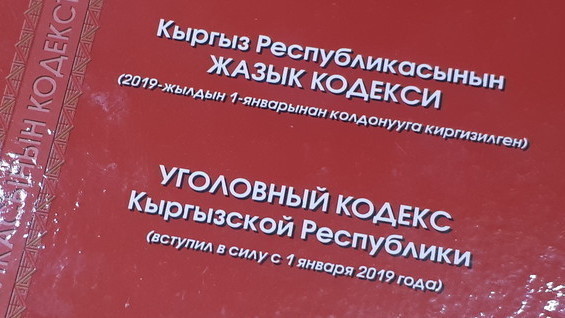 Кыргыз Республикасынын
ЖАЗЫК КОДЕКСИ
(2019-жылдын 1-январынан колдонууга киргизилген)
УГОЛОВНЫЙ КОДЕКС
Кыргызской Республики
(вступил в силу с 1 января 2019 года)
КОДЕКСИ